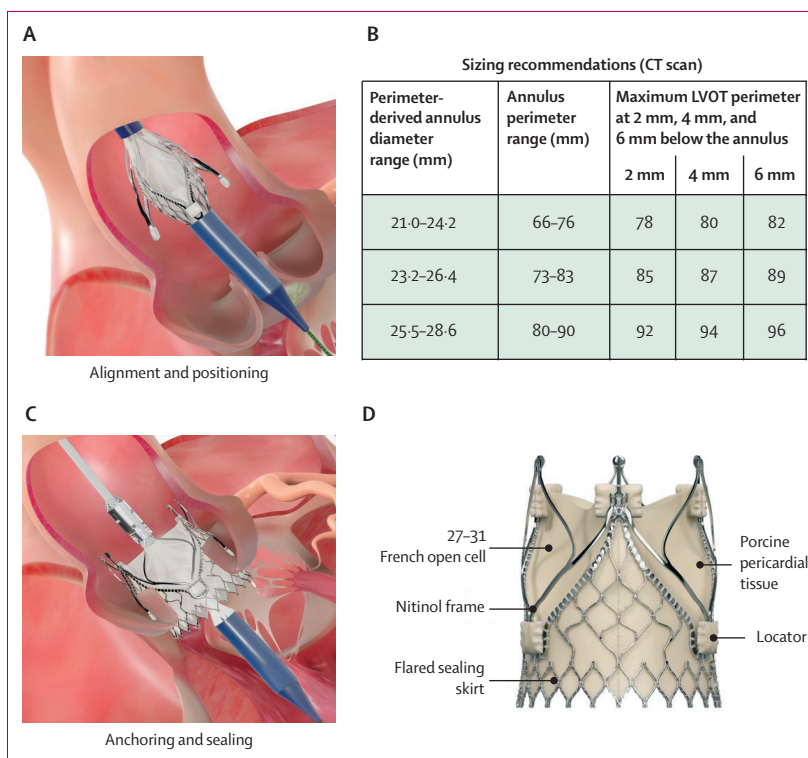 A
Alignment and positioning
B
Sizing recommendations (CT scan)
Perimeter-
derived annulus
diameter
range (mm)
Annulus
perimeter
range (mm)
Maximum LVOT perimeter
at 2 mm, 4 mm, and
6 mm below the annulus
2 mm 4 mm 6 mm
21·0–24·2 66–76 78 80 82
23·2–26·4 73–83 85 87 89
25·5–28·6 80–90 92 94 96
C
Anchoring and sealing
D
27–31
French open cell
Nitinol frame
Flared sealing
skirt
Porcine
pericardial
tissue
Locator